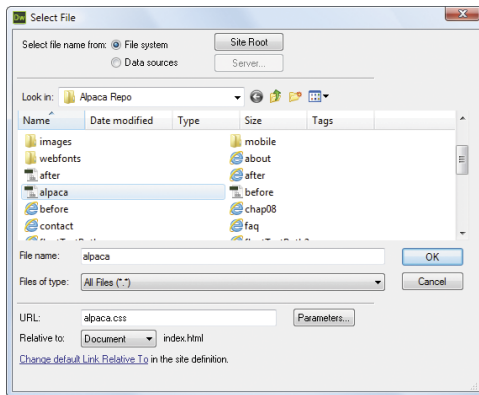 Dw Select File
Select file name from: File system Site Root
Data sources Server...
Look in: Alpaca Repo
Name Date modified Type Size Tags
images mobile
webfonts about
after after
alpaca before
before chap08
contact faq
File name: alpaca OK
Files of type: All Files (*.*) Cancel
URL: alpaca.css Parameters...
Relative to: Document index.html
Change default Link Relative To in the site definition.